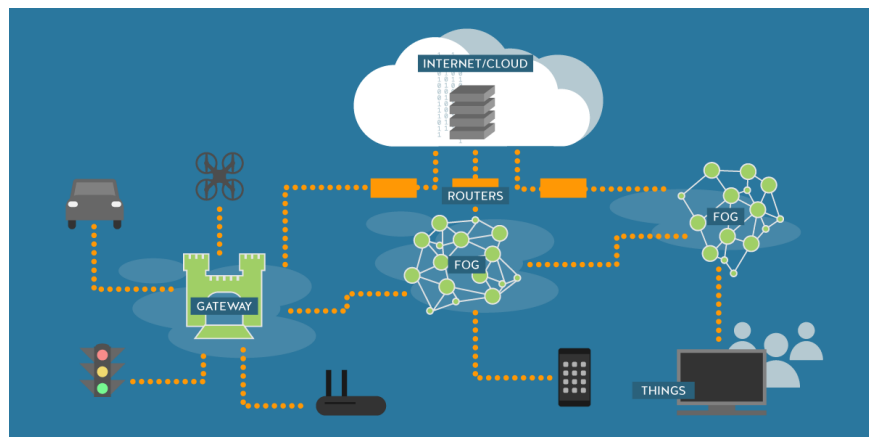 INTERNET/CLOUD
ROUTERS
FOG
FOG
GATEWAY
THINGS